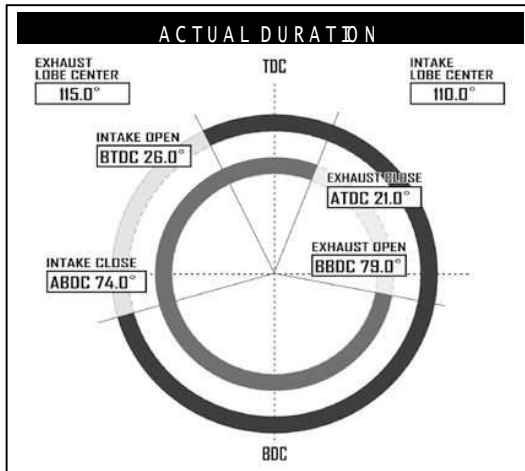 ACTUAL DURATION
EXHAUST
LOBE CENTER
115.0°
TDC
INTAKE
LOBE CENTER
110.0°
INTAKE OPEN
BTDC 26.0°
EXHAUST CLOSE
ATDC 21.0°
EXHAUST OPEN
BBDC 79.0°
INTAKE CLOSE
ABDC 74.0°
BDC